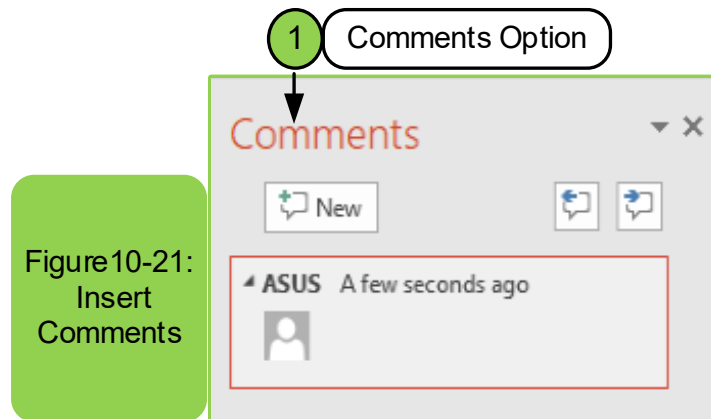 1 Comments Option
Comments
New
Figure10-21:
Insert
Comments
ASUS A few seconds ago